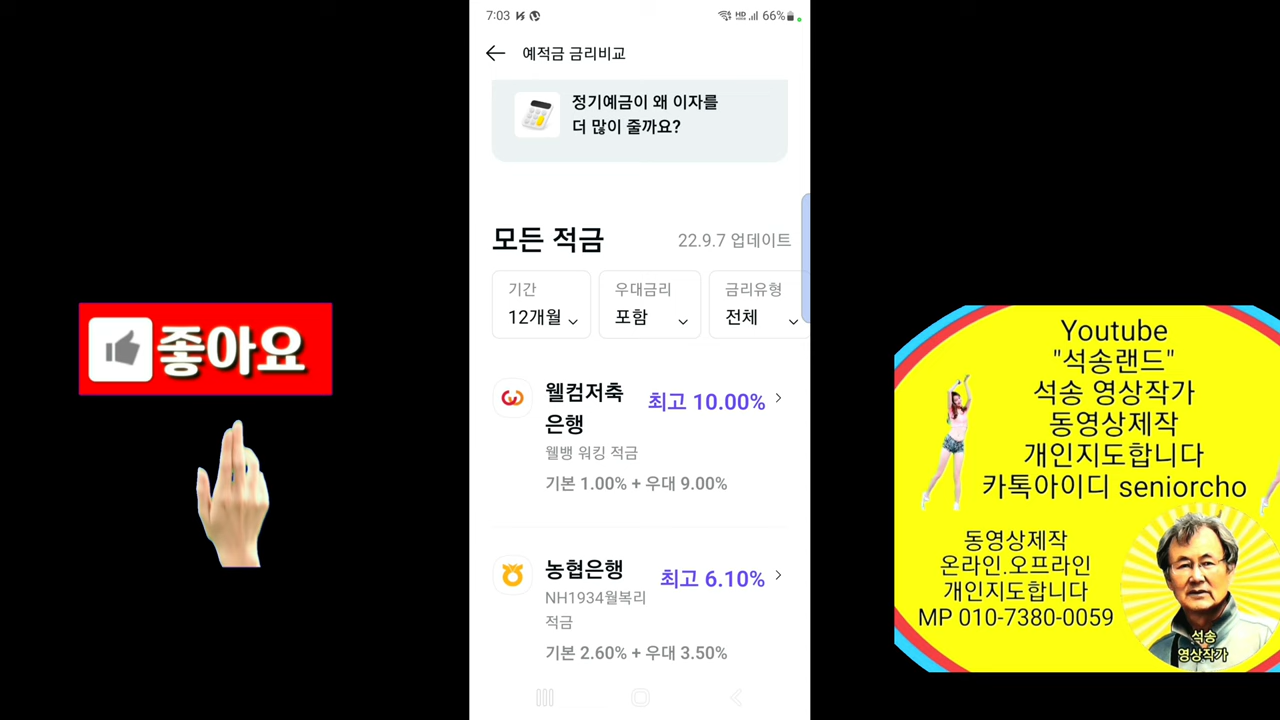 7:03
66%
예적금 금리비교
정기예금이 왜 이자를
더 많이 줄까요?
모든 적금
22.9.7 업데이트
기간
12개월
우대금리
포함
금리유형
전체
웰컴저축
은행
최고 10.00%
웰뱅 워킹 적금
기본 1.00% + 우대 9.00%
농협은행
최고 6.10%
NH1934월복리
적금
기본 2.60% + 우대 3.50%
좋아요
Youtube
"석송랜드"
석송 영상작가
동영상제작
개인지도합니다
카톡아이디 seniorcho
동영상제작
온라인.오프라인
개인지도합니다
MP 010-7380-0059
석송
영상작가